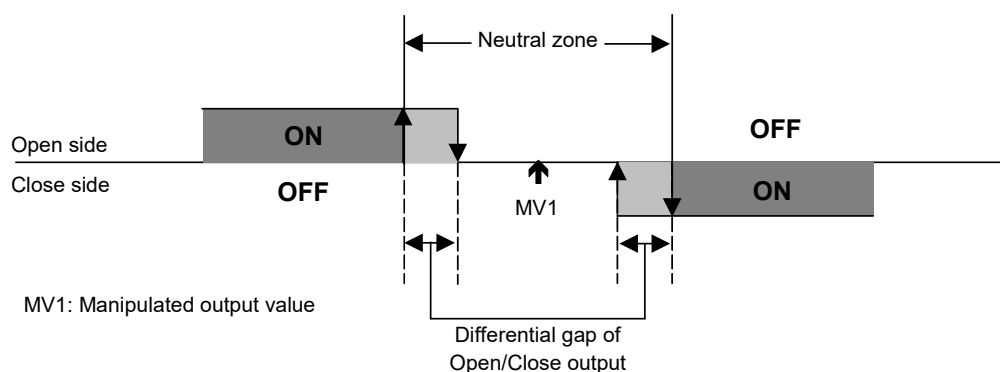 Neutral zone
ON
OFF
Open side
Close side
OFF
MV1
ON
MV1: Manipulated output value
Differential gap of
Open/Close output